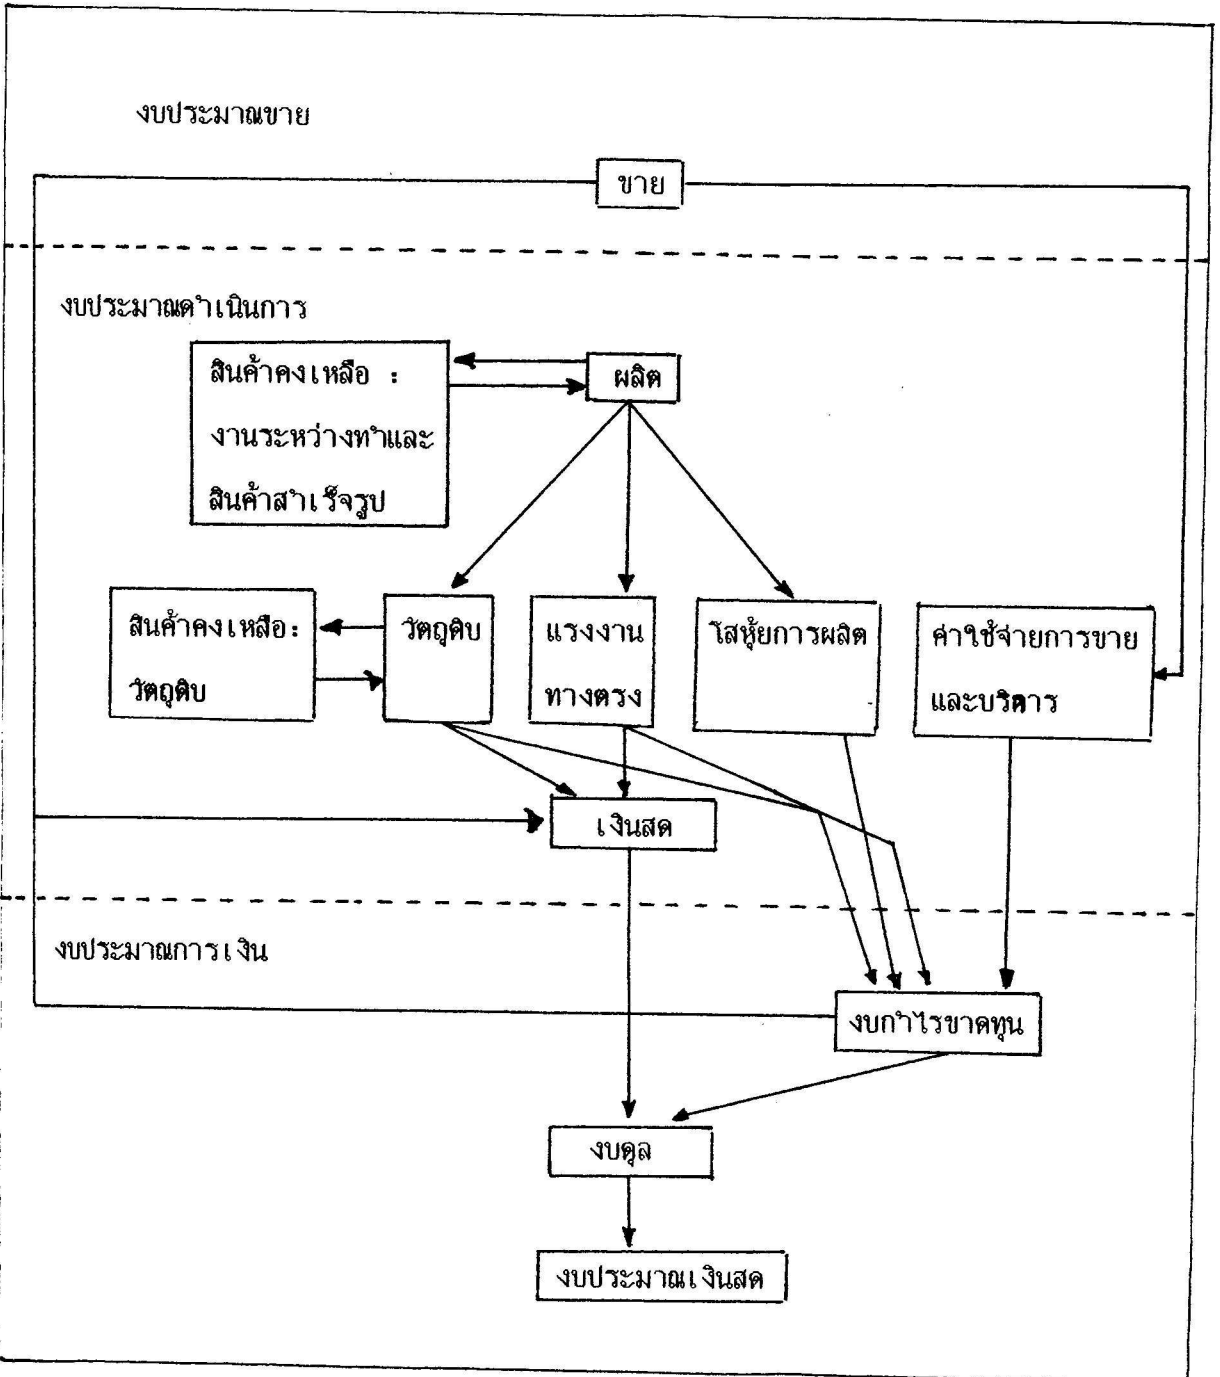 งบประมาณขาย
ขาย
งบประมาณดำเนินการ
สินค้าคงเหลือ :
งานระหว่างทำและ
สินค้าสำเร็จรูป
ผลิต
สินค้าคงเหลือ:
วัตถุดิบ
วัตถุดิบ
แรงงาน
ทางตรง
โสหุ้ยการผลิต
ค่าใช้จ่ายการขาย
และบริหาร
เงินสด
งบประมาณการเงิน
งบกำไรขาดทุน
งบดุล
งบประมาณเงินสด